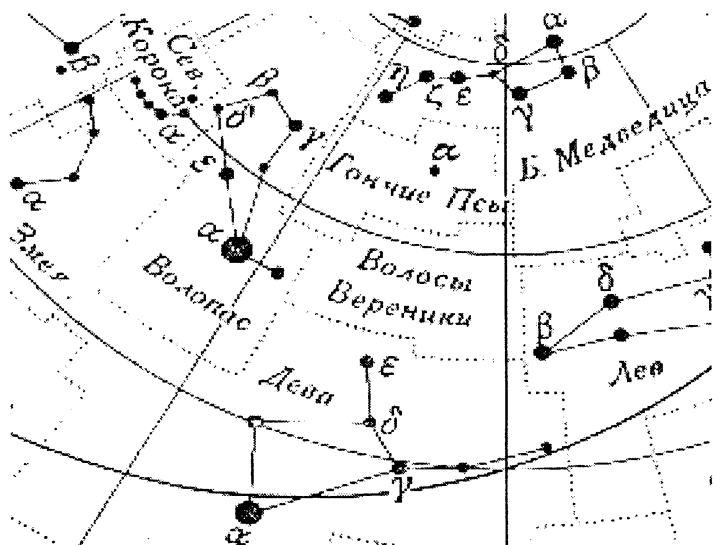 α
δ
β
Сев.
Корона
β
η
ζ
ε
β
γ
δ
α
γ
Б. Медведица
ε
α
Гончие Псы
α
α
Змея
Волопас
Волосы
Вереники
δ
γ
β
ε
Лев
Дева
δ
γ
α